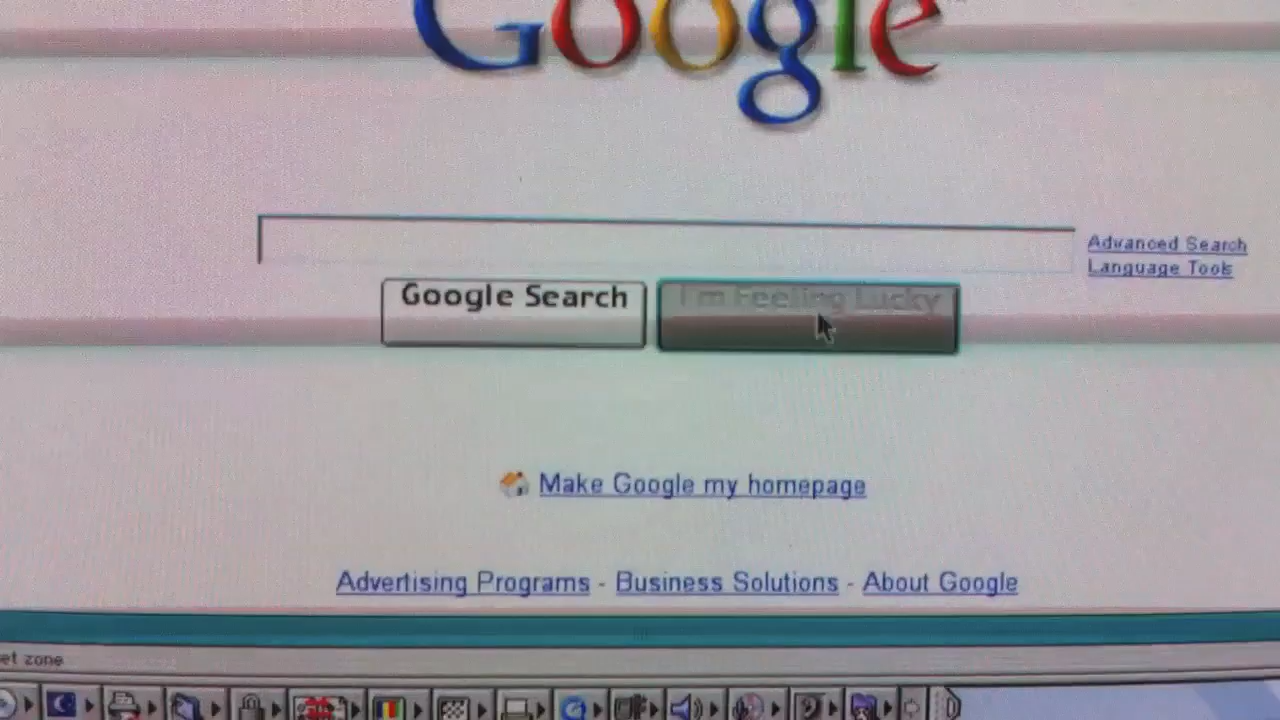 Google
Advanced Search
Language Tools
Google Search
I'm Feeling Lucky
Make Google my homepage
Advertising Programs - Business Solutions - About Google
et zone